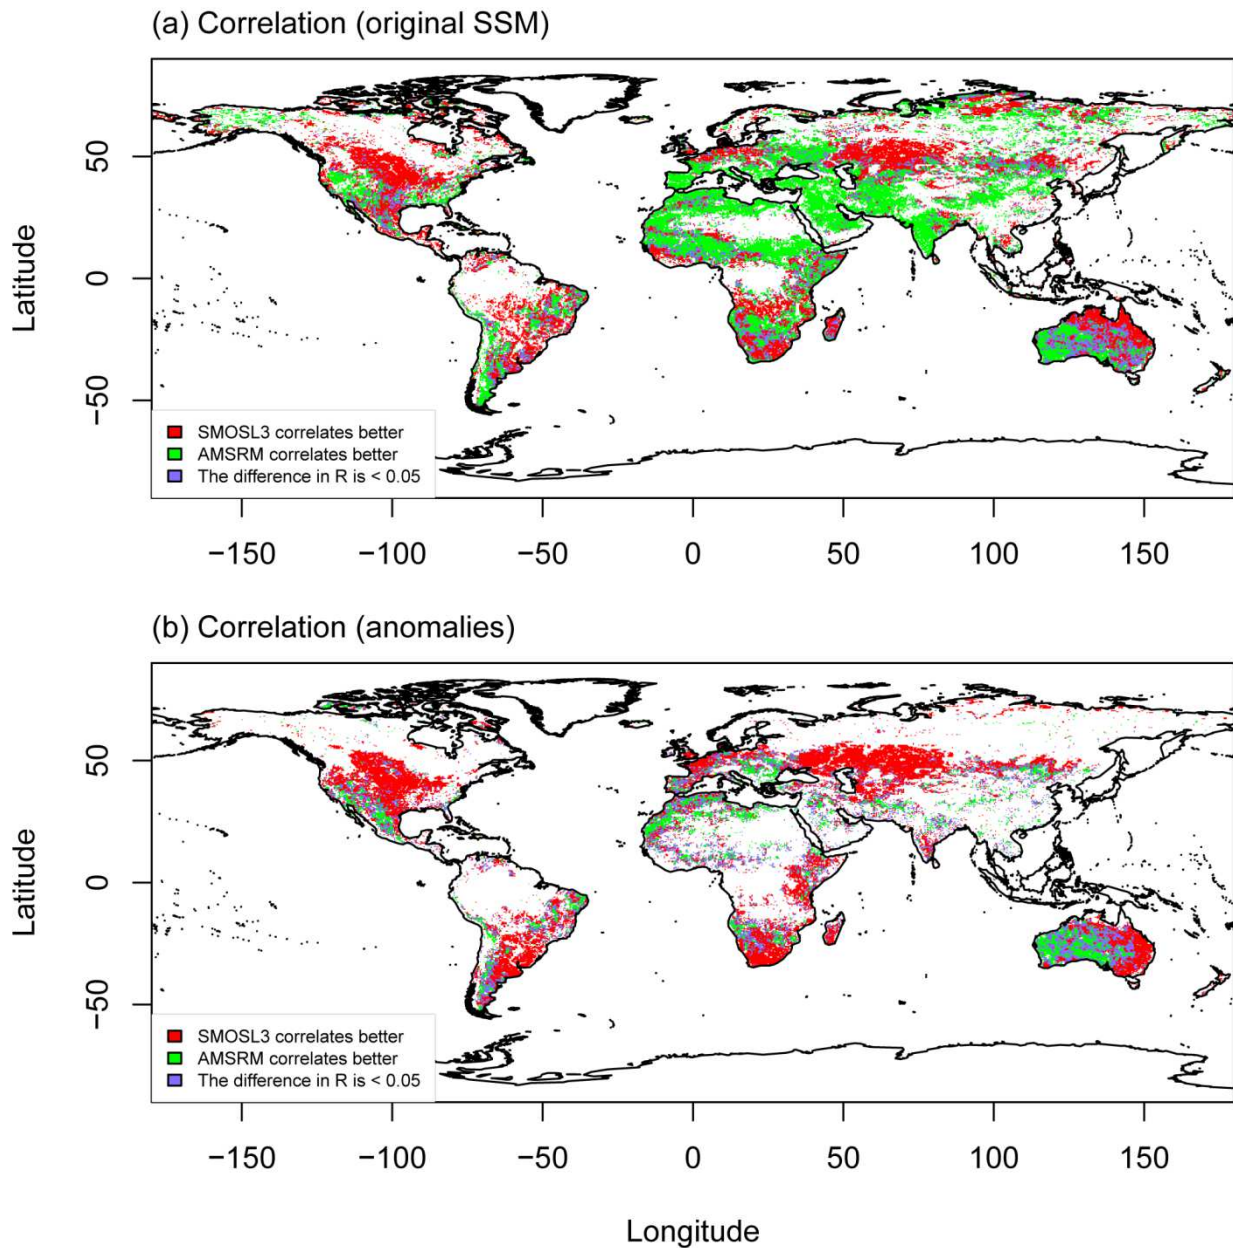 (a) Correlation (original SSM)
Latitude
50
0
−50
SMOSL3 correlates better
AMSRM correlates better
The difference in R is < 0.05
−150 −100 −50 0 50 100 150
(b) Correlation (anomalies)
Latitude
50
0
−50
SMOSL3 correlates better
AMSRM correlates better
The difference in R is < 0.05
−150 −100 −50 0 50 100 150
Longitude